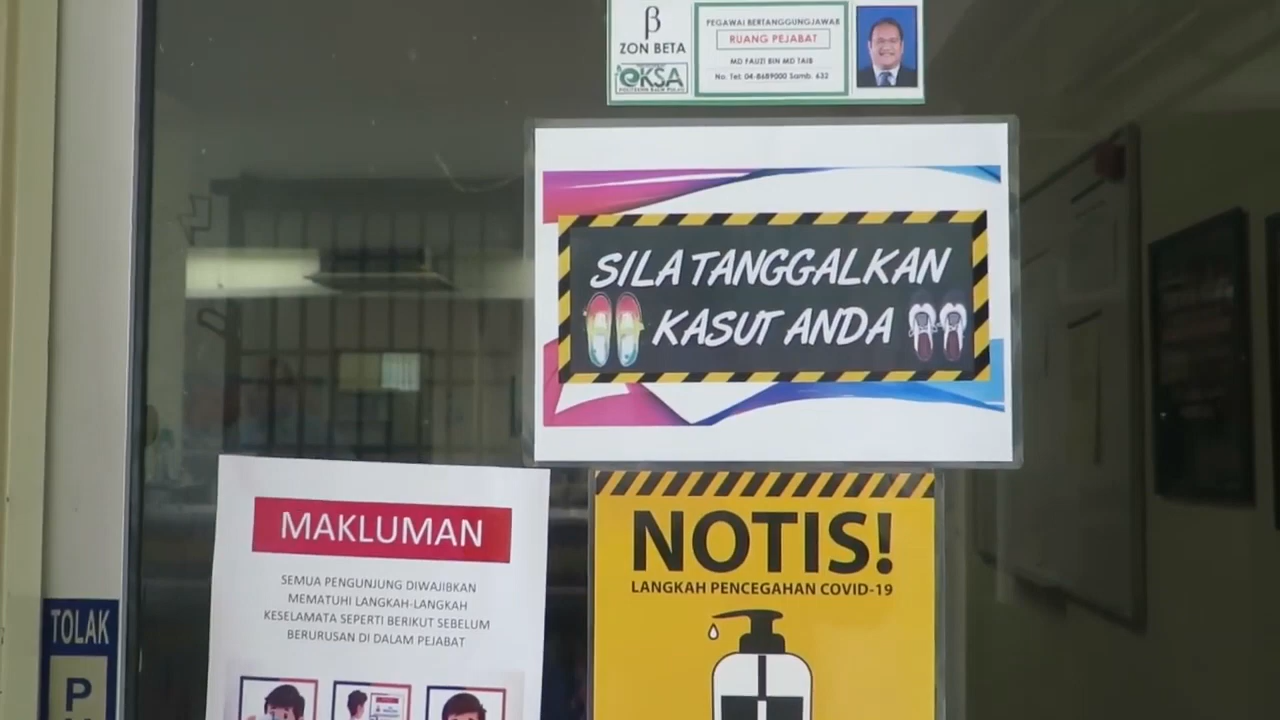 β
ZON BETA
eKSA
PEGAWAI BERTANGGUNGJAWAB
RUANG PEJABAT
MD FAUZI BIN MD TAIB
No. Tel: 04-8689000 Samb. 632
SILA TANGGALKAN
KASUT ANDA
MAKLUMAN
SEMUA PENGUNJUNG DIWAJIBKAN
MEMATUHI LANGKAH-LANGKAH
KESELAMATA SEPERTI BERIKUT SEBELUM
BERURUSAN DI DALAM PEJABAT
NOTIS!
LANGKAH PENCEGAHAN COVID-19
TOLAK
P